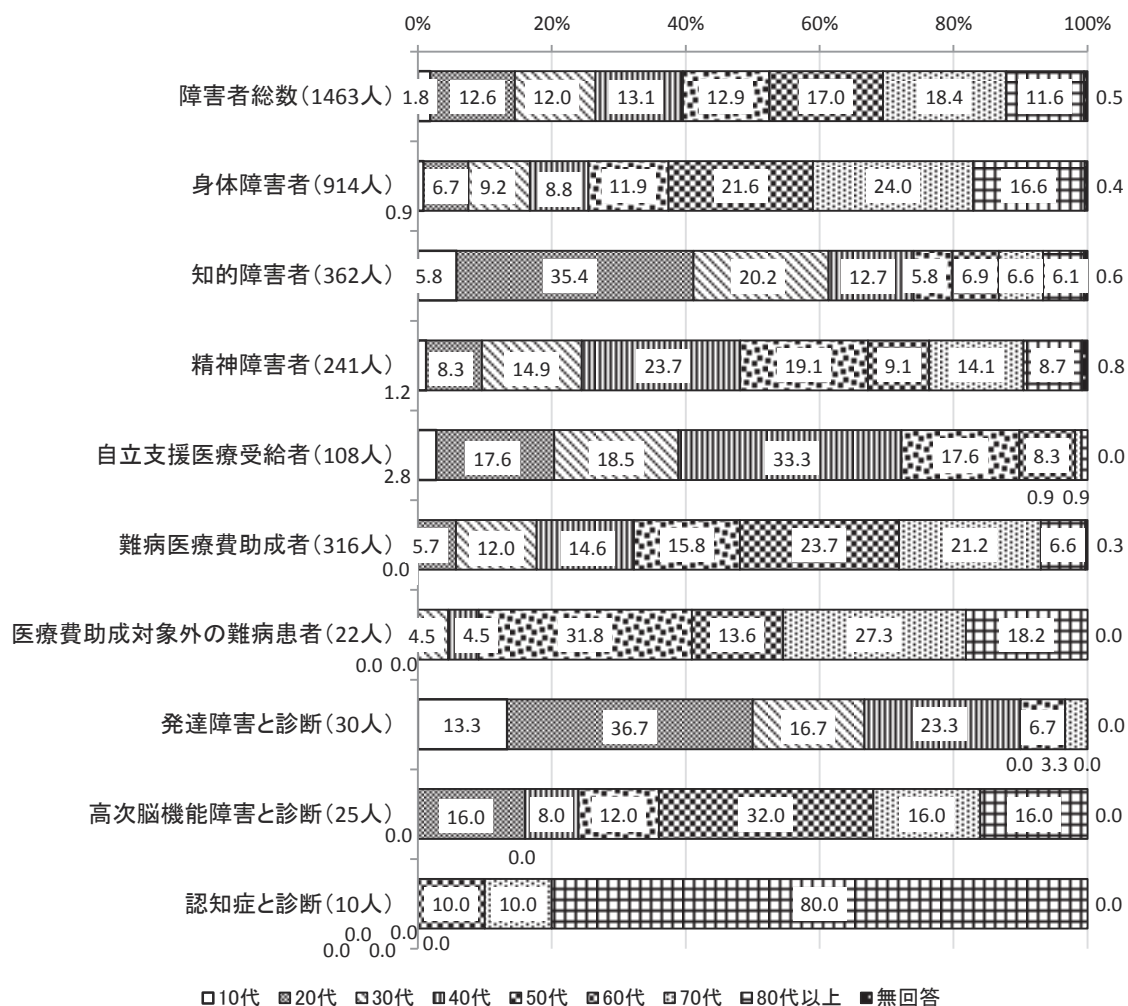 0% 20% 40% 60% 80% 100%
障害者総数(1463人) 1.8 12.6 12.0 13.1 12.9 17.0 18.4 11.6 0.5
身体障害者(914人) 0.9 6.7 9.2 8.8 11.9 21.6 24.0 16.6 0.4
知的障害者(362人) 5.8 35.4 20.2 12.7 5.8 6.9 6.6 6.1 0.6
精神障害者(241人) 1.2 8.3 14.9 23.7 19.1 9.1 14.1 8.7 0.8
自立支援医療受給者(108人) 2.8 17.6 18.5 33.3 17.6 8.3 0.9 0.9 0.0
難病医療費助成者(316人) 0.0 5.7 12.0 14.6 15.8 23.7 21.2 6.6 0.3
医療費助成対象外の難病患者(22人) 0.0 0.0 4.5 4.5 31.8 13.6 27.3 18.2 0.0
発達障害と診断(30人) 13.3 36.7 16.7 23.3 6.7 0.0 3.3 0.0 0.0
高次脳機能障害と診断(25人) 0.0 16.0 0.0 8.0 12.0 32.0 16.0 16.0 0.0
認知症と診断(10人) 0.0 0.0 0.0 0.0 0.0 10.0 10.0 80.0 0.0
10代 20代 30代 40代 50代 60代 70代 80代以上 無回答